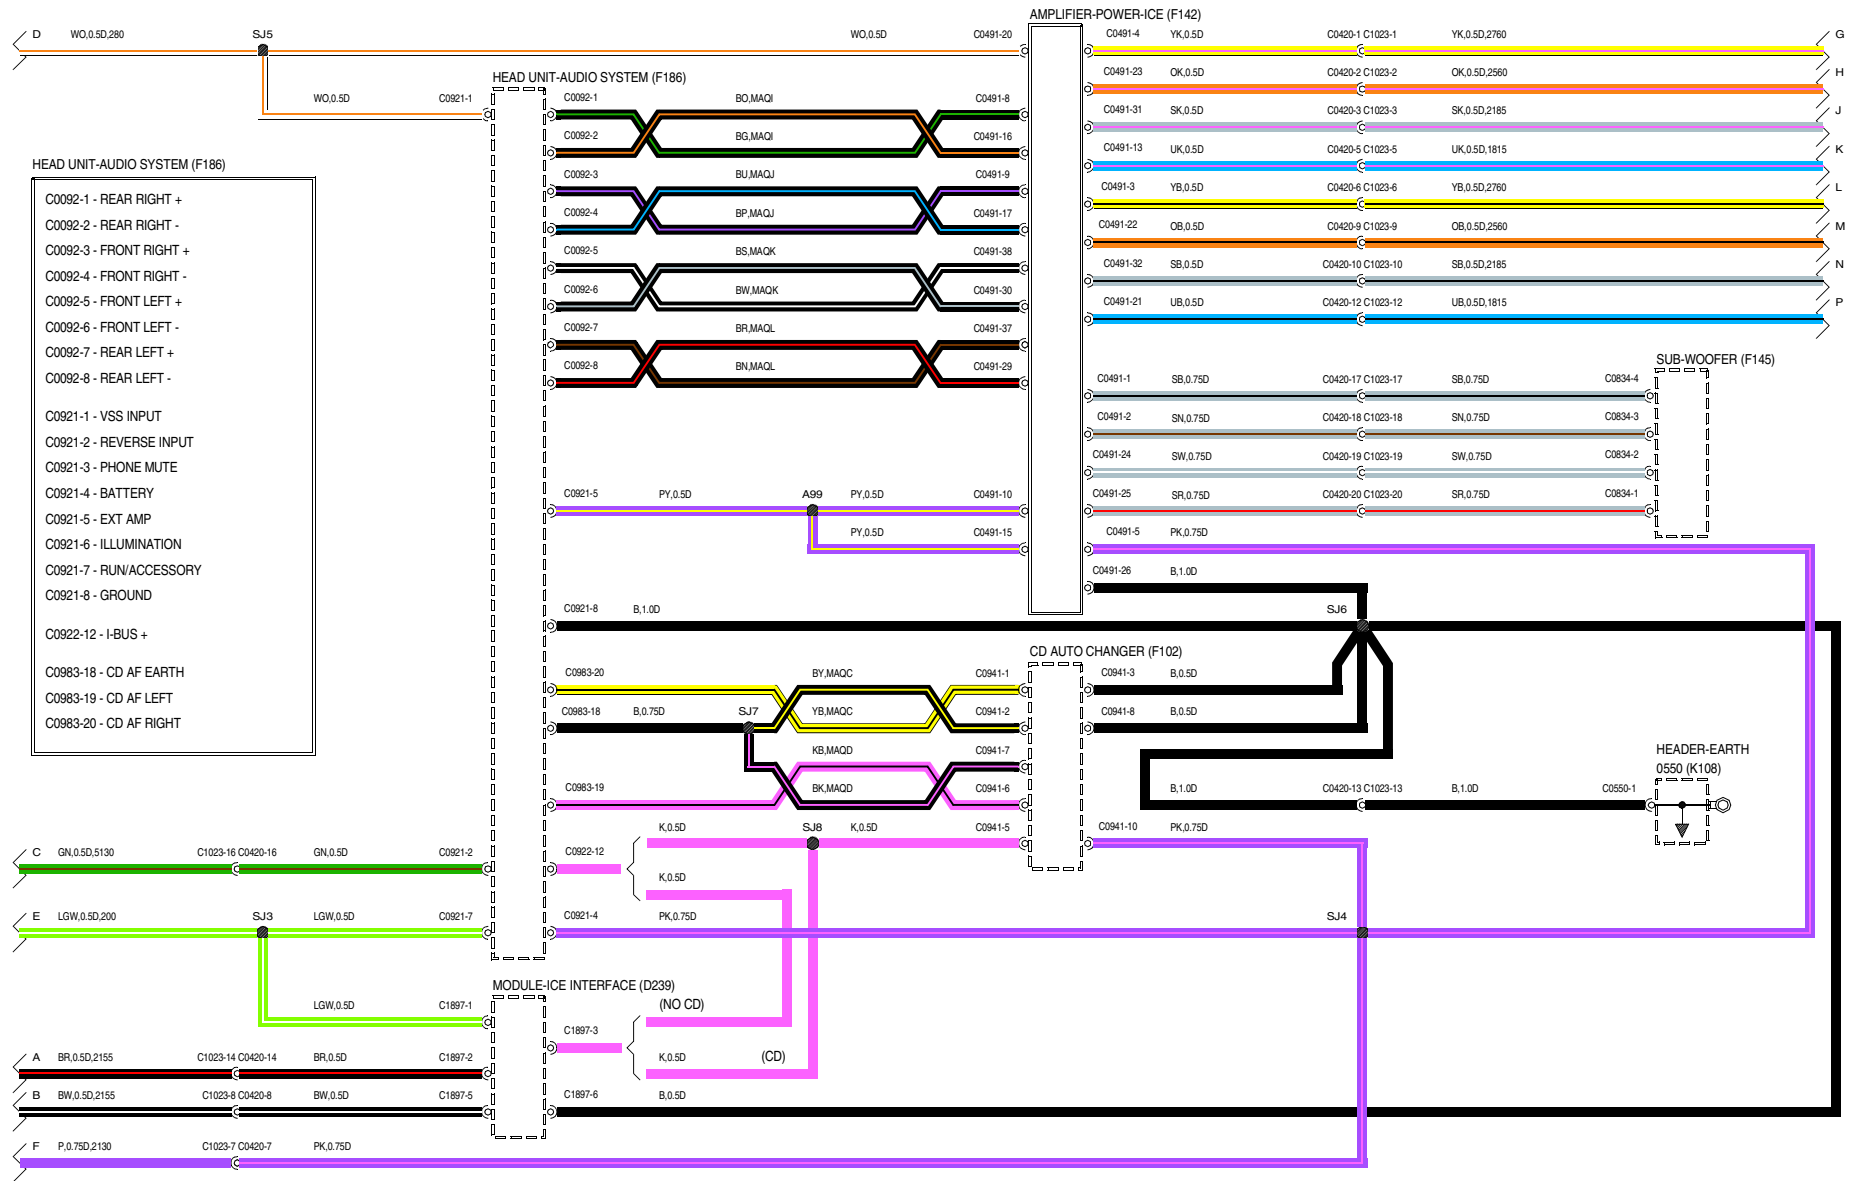 AMPLIFIER-POWER-ICE (F142)
D WO,0.5D,280 SJ5 WO,0.5D C0491-20 C0491-4 YK,0.5D C0420-1 C1023-1 YK,0.5D,2760 G
C0491-23 OK,0.5D C0420-2 C1023-2 OK,0.5D,2560 H
HEAD UNIT-AUDIO SYSTEM (F186)
WO,0.5D C0921-1 C0092-1 BO,MAQI C0491-8
C0491-31 SK,0.5D C0420-3 C1023-3 SK,0.5D,2185 J
C0092-2 BG,MAQI C0491-16
C0491-13 UK,0.5D C0420-5 C1023-5 UK,0.5D,1815 K
HEAD UNIT-AUDIO SYSTEM (F186)
C0092-3 BU,MAQJ C0491-9
C0491-3 YB,0.5D C0420-6 C1023-6 YB,0.5D,2760 L
C0092-1 - REAR RIGHT +
C0092-2 - REAR RIGHT -
C0092-3 - FRONT RIGHT +
C0092-4 - FRONT RIGHT -
C0092-5 - FRONT LEFT +
C0092-6 - FRONT LEFT -
C0092-7 - REAR LEFT +
C0092-8 - REAR LEFT -
C0921-1 - VSS INPUT
C0921-2 - REVERSE INPUT
C0921-3 - PHONE MUTE
C0921-4 - BATTERY
C0921-5 - EXT AMP
C0921-6 - ILLUMINATION
C0921-7 - RUN/ACCESSORY
C0921-8 - GROUND
C0922-12 - I-BUS +
C0983-18 - CD AF EARTH
C0983-19 - CD AF LEFT
C0983-20 - CD AF RIGHT
C0092-4 BP,MAQJ C0491-17
C0491-22 OB,0.5D C0420-9 C1023-9 OB,0.5D,2560 M
C0092-5 BS,MAQK C0491-38
C0491-32 SB,0.5D C0420-10 C1023-10 SB,0.5D,2185 N
C0092-6 BW,MAQK C0491-30
C0491-21 UB,0.5D C0420-12 C1023-12 UB,0.5D,1815 P
C0092-7 BR,MAQL C0491-37
SUB-WOOFER (F145)
C0092-8 BN,MAQL C0491-29
C0491-1 SB,0.75D C0420-17 C1023-17 SB,0.75D C0834-4
C0491-2 SN,0.75D C0420-18 C1023-18 SN,0.75D C0834-3
C0491-24 SW,0.75D C0420-19 C1023-19 SW,0.75D C0834-2
C0921-5 PY,0.5D A99 PY,0.5D C0491-10 C0491-25 SR,0.75D C0420-20 C1023-20 SR,0.75D C0834-1
PY,0.5D C0491-15 C0491-5 PK,0.75D
C0491-26 B,1.0D
C0921-8 B,1.0D SJ6
CD AUTO CHANGER (F102)
C0983-20 BY,MAQC C0941-1 C0941-3 B,0.5D
C0983-18 B,0.75D SJ7 YB,MAQC C0941-2 C0941-8 B,0.5D
KB,MAQD C0941-7
HEADER-EARTH
0550 (K108)
C0983-19 BK,MAQD C0941-6 B,1.0D C0420-13 C1023-13 B,1.0D C0550-1
K,0.5D SJ8 K,0.5D C0941-5 C0941-10 PK,0.75D
C GN,0.5D,5130 C1023-16 C0420-16 GN,0.5D C0921-2 C0922-12
K,0.5D
E LGW,0.5D,200 SJ3 LGW,0.5D C0921-7 C0921-4 PK,0.75D SJ4
MODULE-ICE INTERFACE (D239)
LGW,0.5D C1897-1 (NO CD)
C1897-3
A BR,0.5D,2155 C1023-14 C0420-14 BR,0.5D C1897-2 K,0.5D (CD)
B BW,0.5D,2155 C1023-8 C0420-8 BW,0.5D C1897-5 C1897-6 B,0.5D
F P,0.75D,2130 C1023-7 C0420-7 PK,0.75D